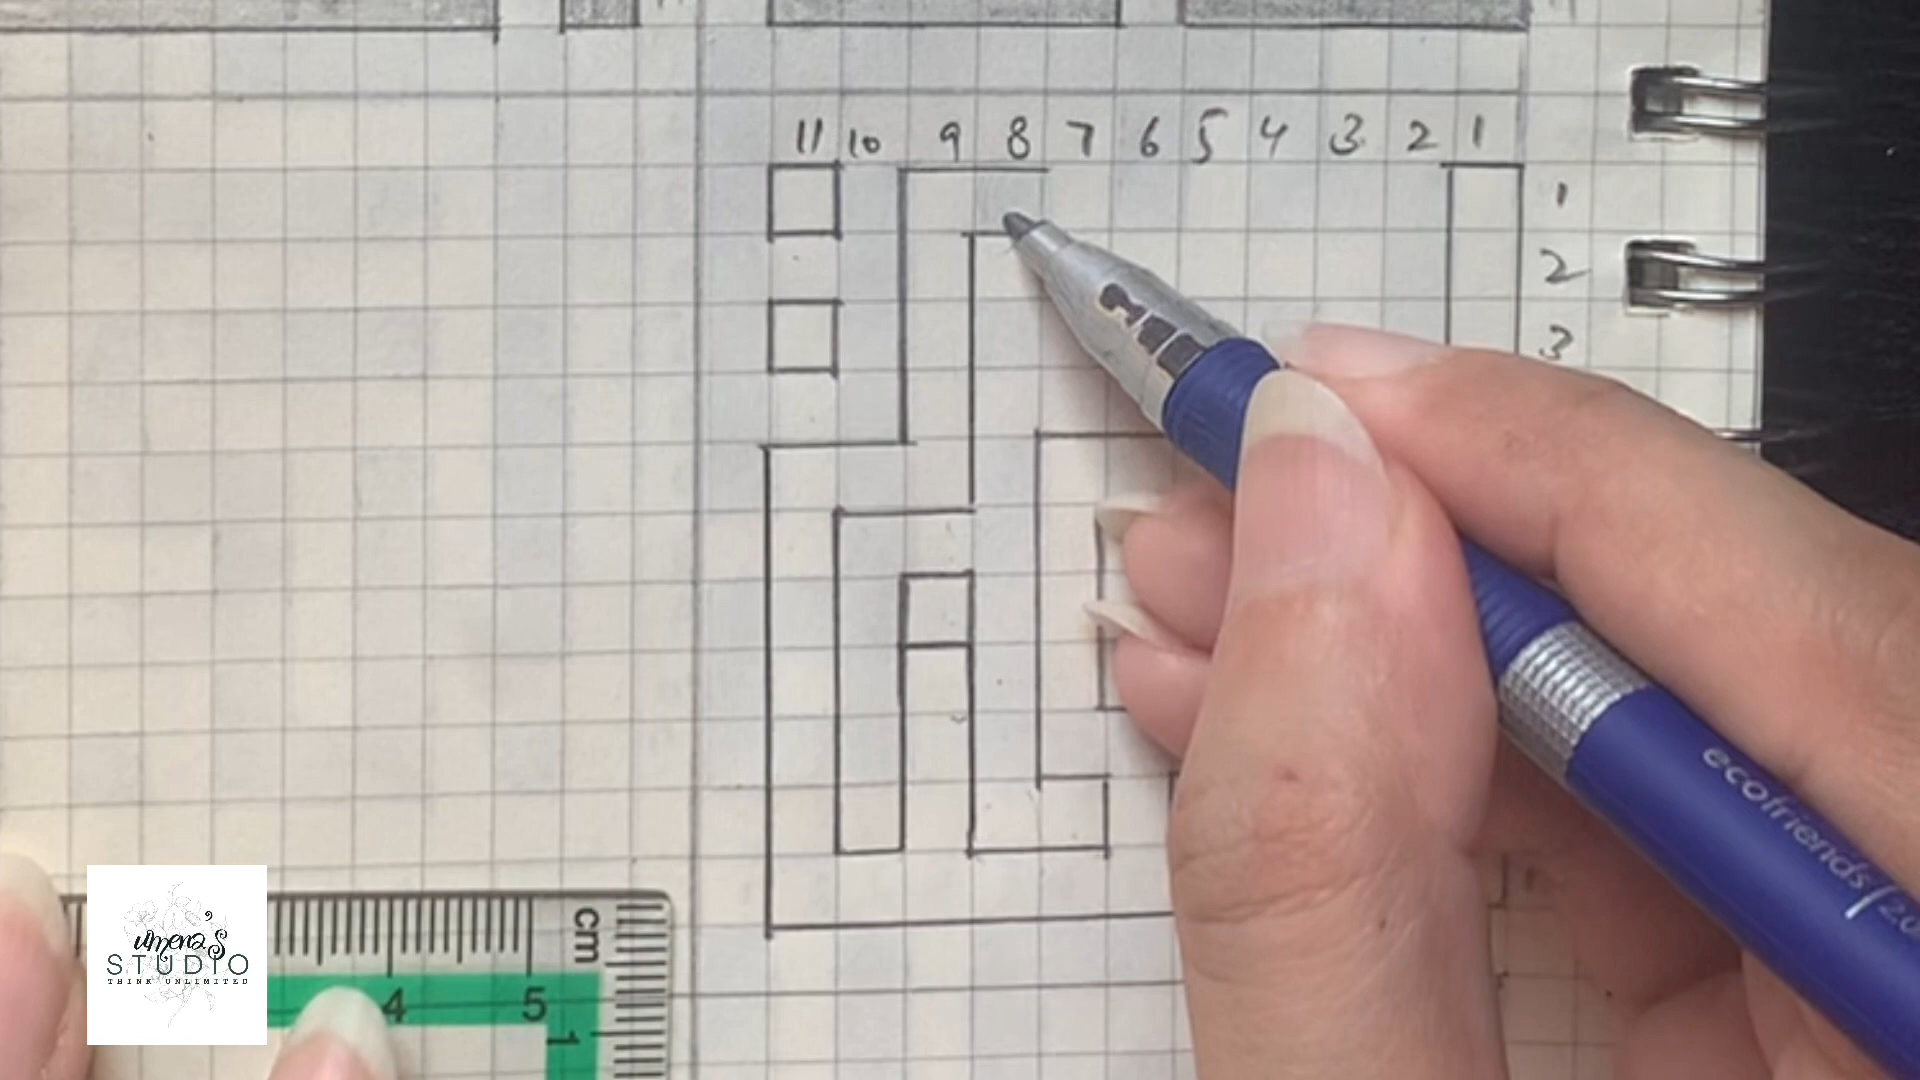 11 10 9 8 7 6 5 4 3 2 1
1
2
3
ecofriends
cm
4 5
1
umena's
STUDIO
THINK UNLIMITED